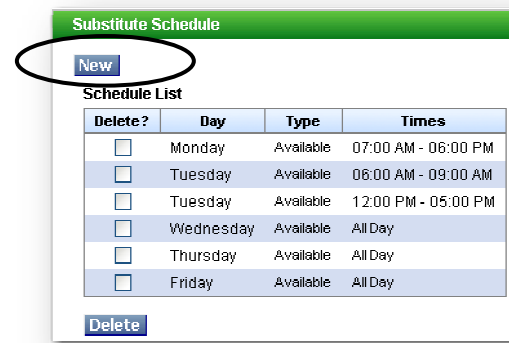 Substitute Schedule
New
Schedule List
Delete? Day Type Times
Monday Available 07:00 AM - 06:00 PM
Tuesday Available 06:00 AM - 09:00 AM
Tuesday Available 12:00 PM - 05:00 PM
Wednesday Available All Day
Thursday Available All Day
Friday Available All Day
Delete